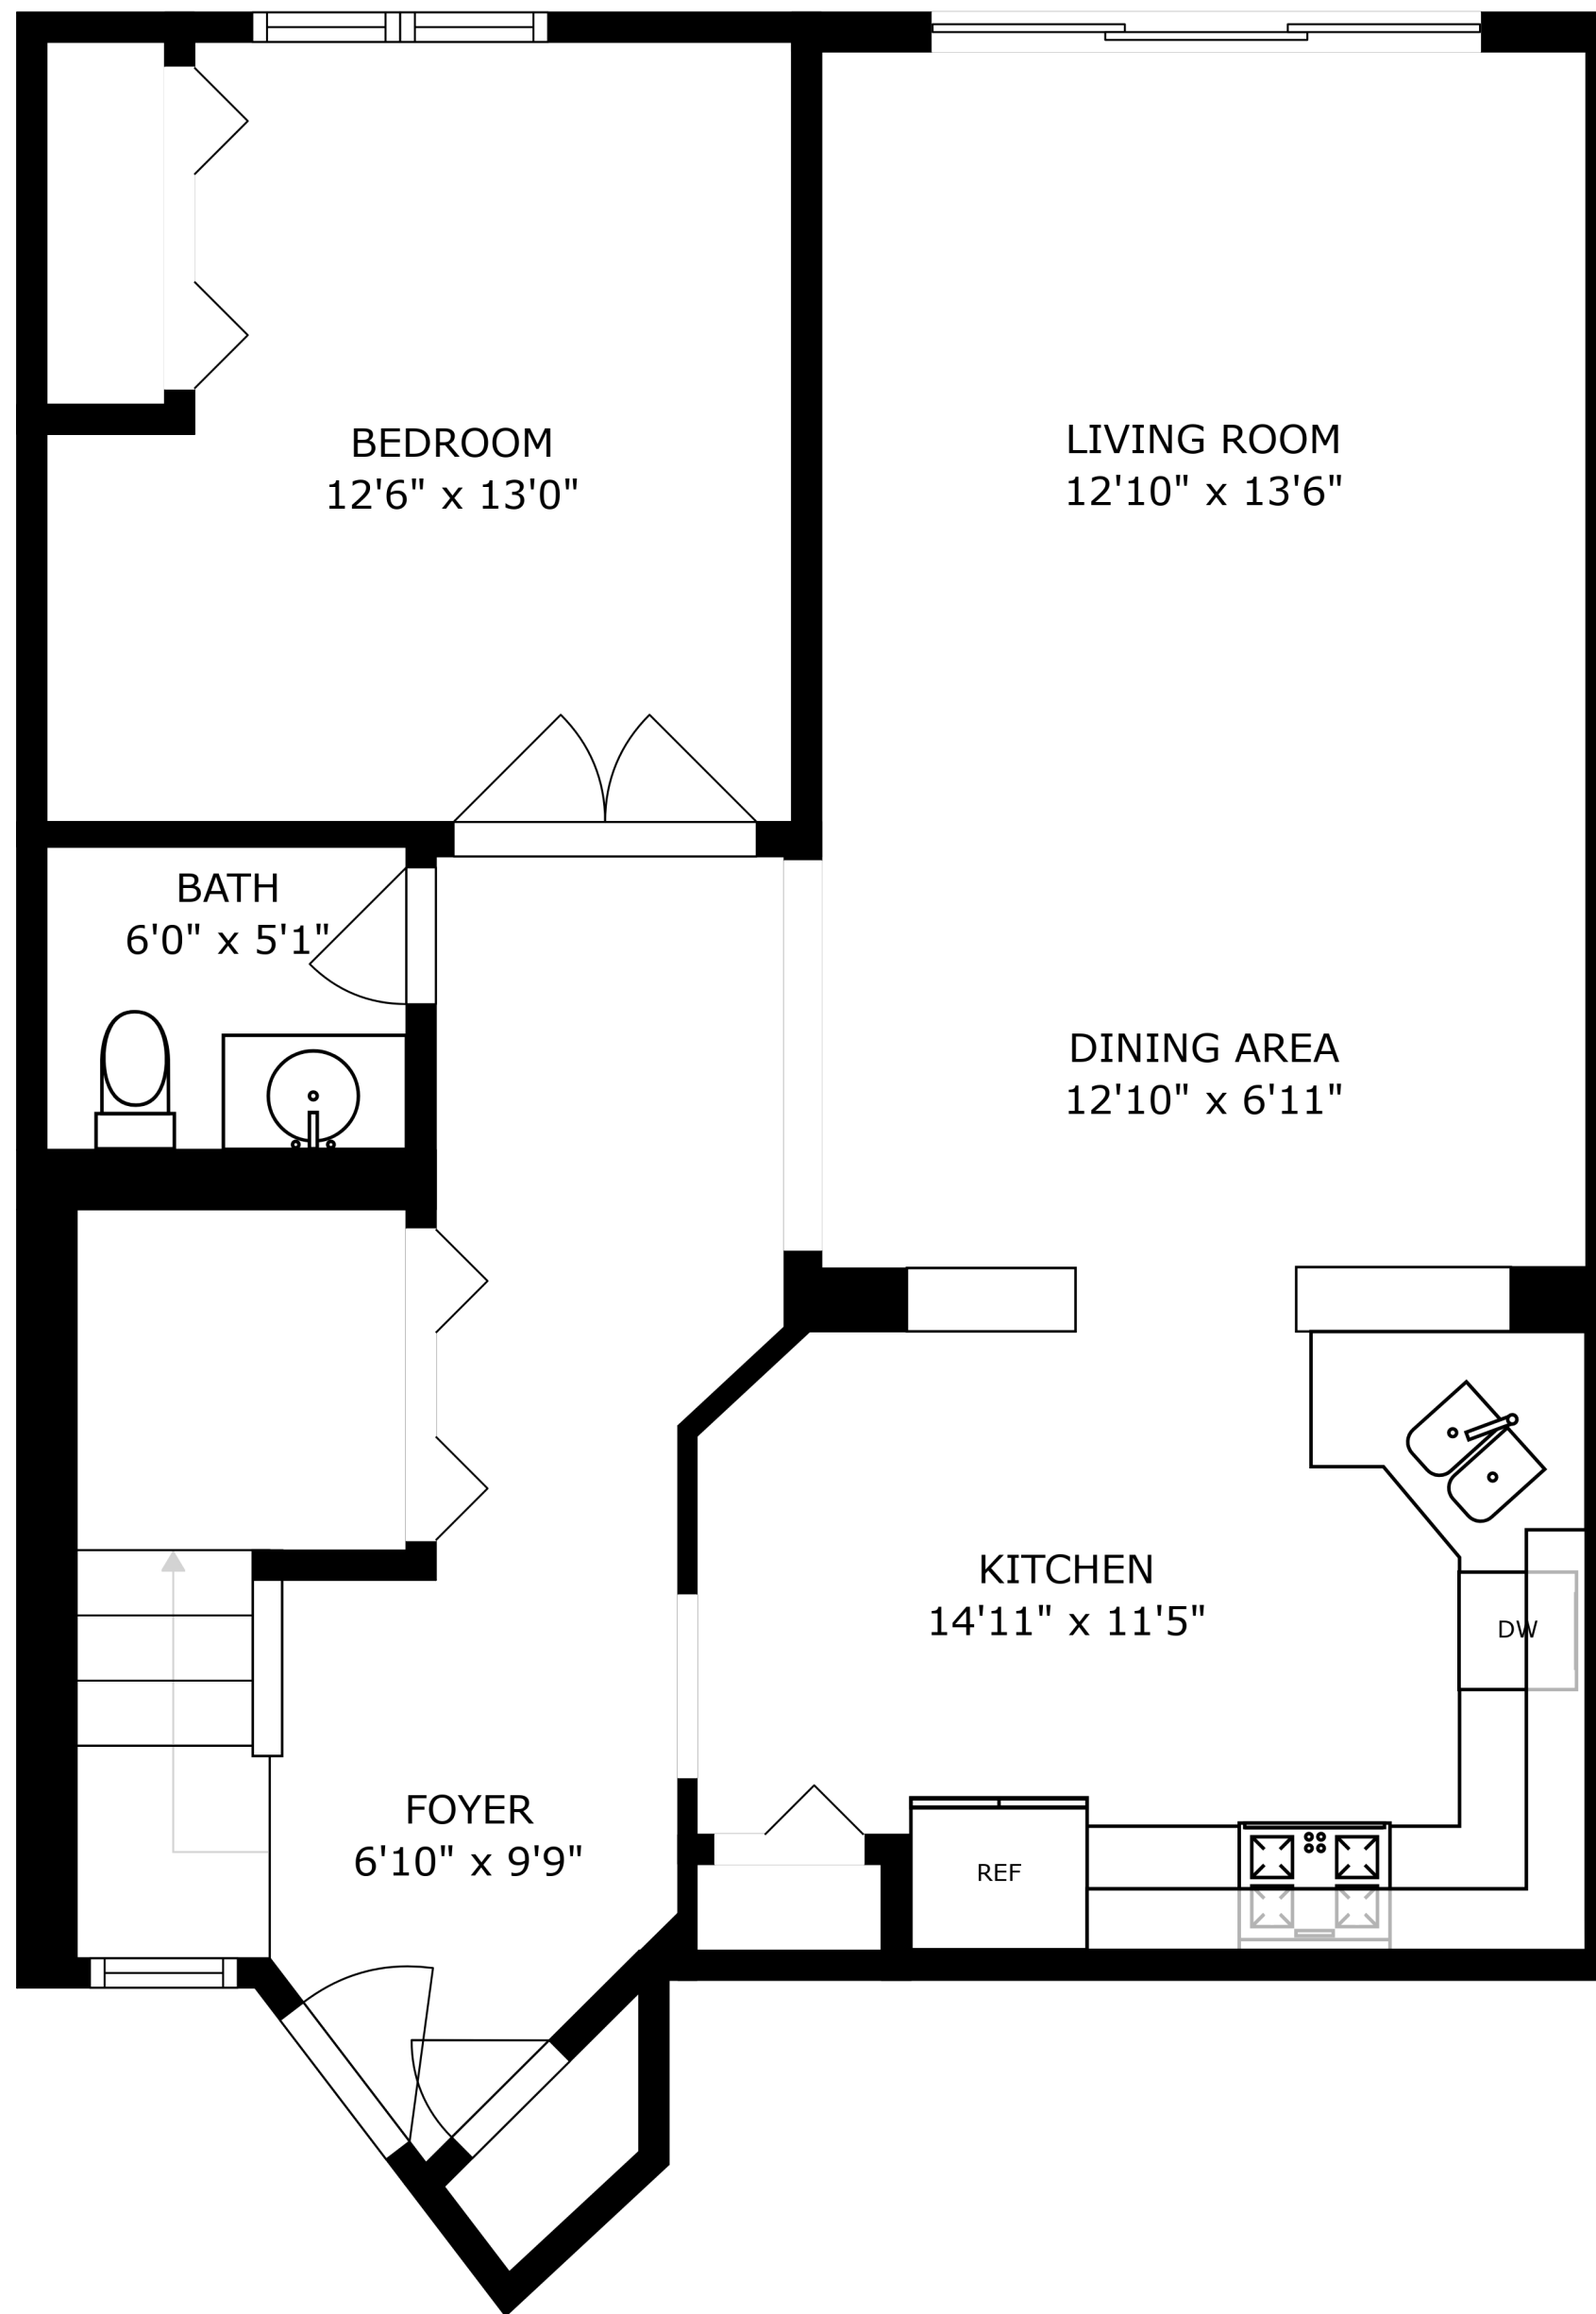 BEDROOM
12'6" x 13'0"
LIVING ROOM
12'10" x 13'6"
BATH
6'0" x 5'1"
DINING AREA
12'10" x 6'11"
KITCHEN
14'11" x 11'5"
DW
FOYER
6'10" x 9'9"
REF